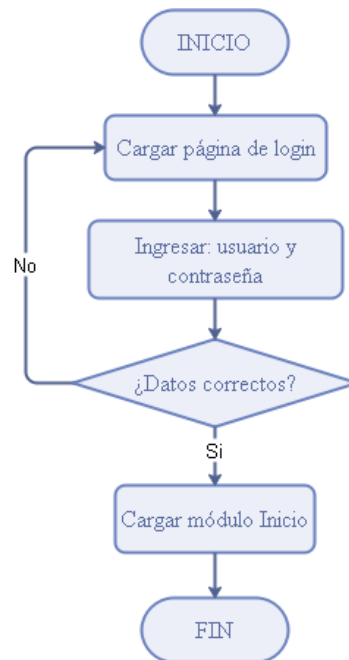 INICIO
Cargar página de login
Ingresar: usuario y
contraseña
No
¿Datos correctos?
Si
Cargar módulo Inicio
FIN